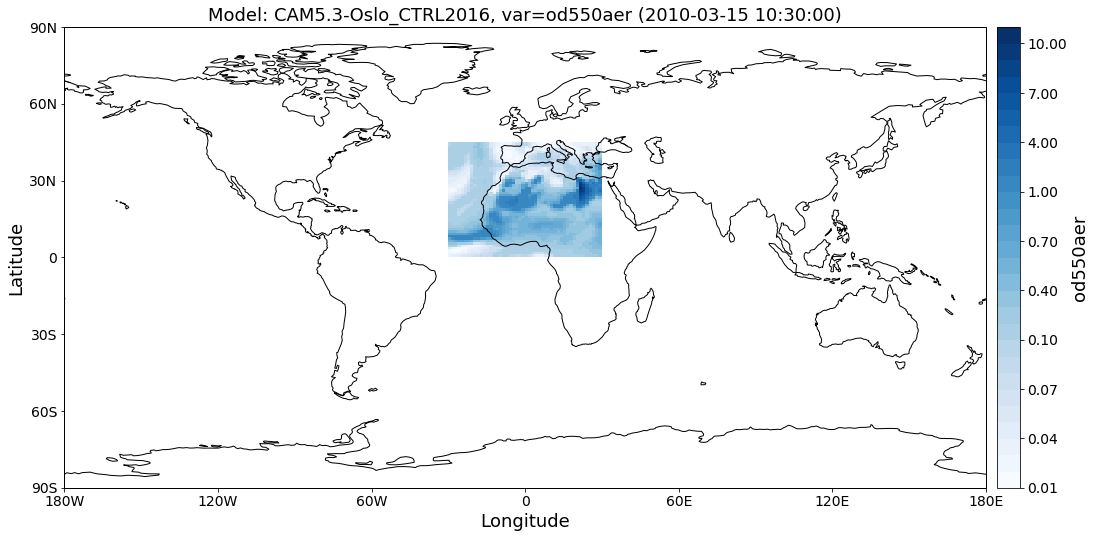 Model: CAM5.3-Oslo_CTRL2016, var=od550aer (2010-03-15 10:30:00)
90N
60N
30N
0
30S
60S
90S
Latitude
180W 120W 60W 0 60E 120E 180E
Longitude
10.00
7.00
4.00
1.00
0.70
0.40
0.10
0.07
0.04
0.01
od550aer